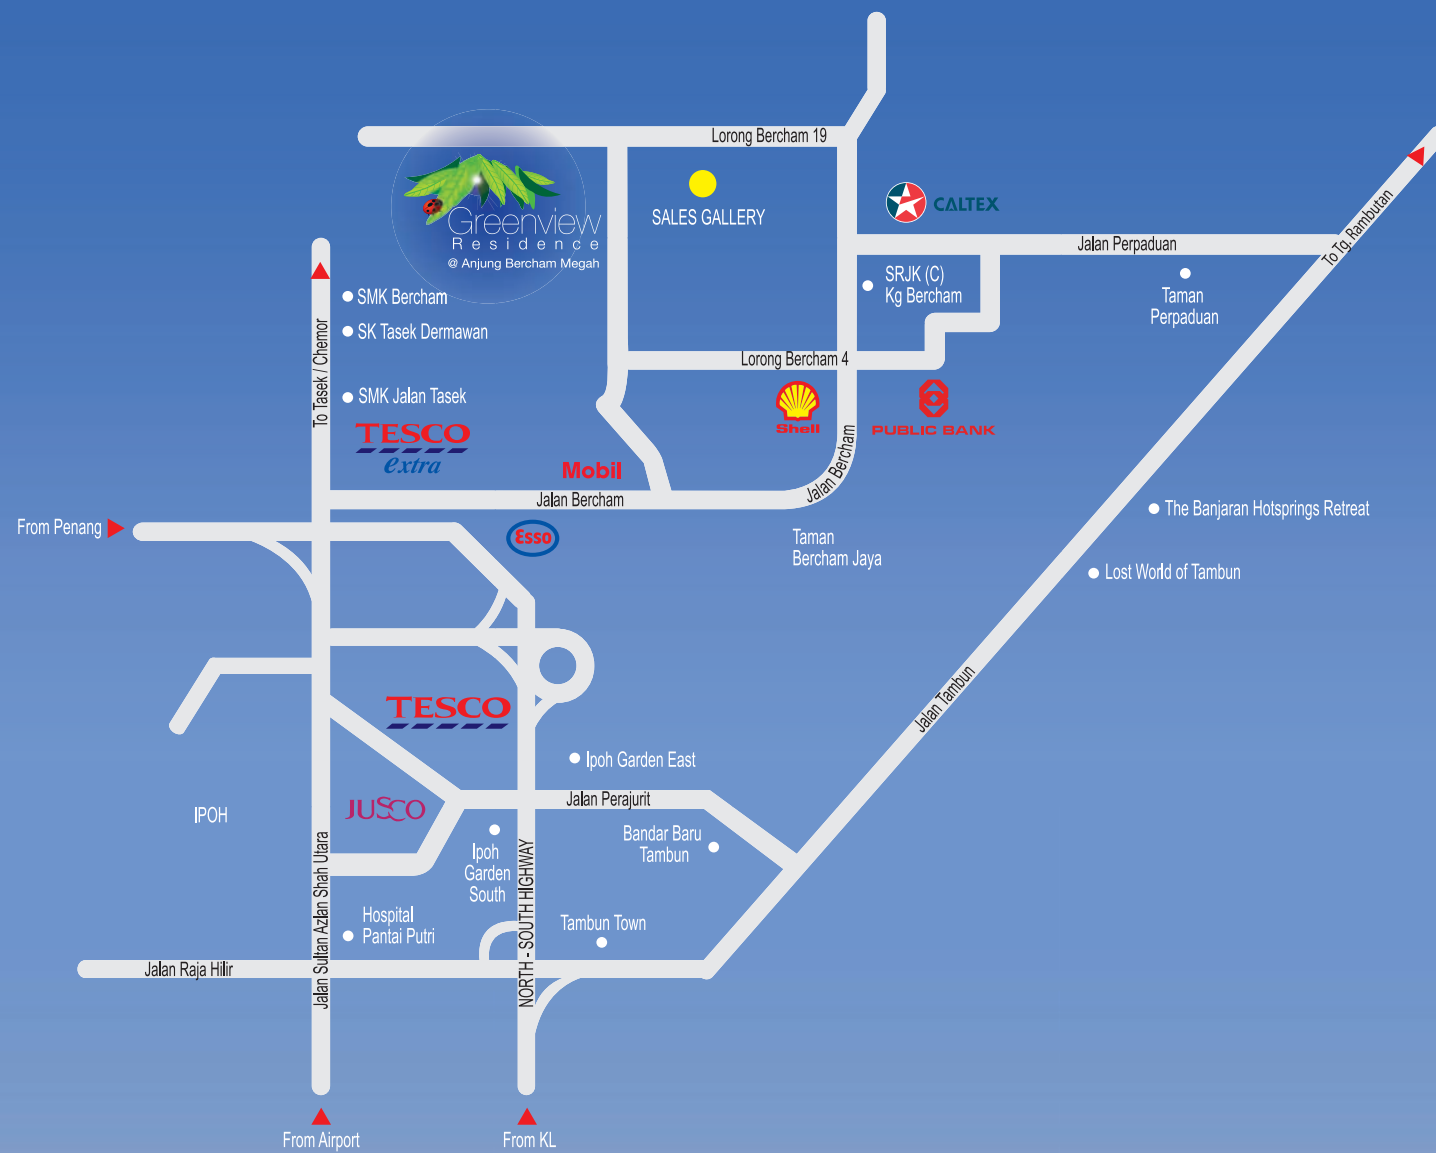 Lorong Bercham 19
Greenview
Residence
@ Anjung Bercham Megah
SALES GALLERY
CALTEX
Jalan Perpaduan
To Tg. Rambutan
SRJK (C)
Kg Bercham
Taman
Perpaduan
SMK Bercham
SK Tasek Dermawan
To Tasek / Chemor
SMK Jalan Tasek
TESCO
extra
Lorong Bercham 4
Shell
PUBLIC BANK
Mobil
Jalan Bercham
Jalan Bercham
From Penang
Esso
Taman
Bercham Jaya
The Banjaran Hotsprings Retreat
Lost World of Tambun
Jalan Tambun
TESCO
Ipoh Garden East
Jalan Perajurit
IPOH
JUSCO
Ipoh
Garden
South
Bandar Baru
Tambun
Jalan Sultan Azlan Shah Utara
NORTH - SOUTH HIGHWAY
Hospital
Pantai Putri
Tambun Town
Jalan Raja Hilir
From Airport
From KL